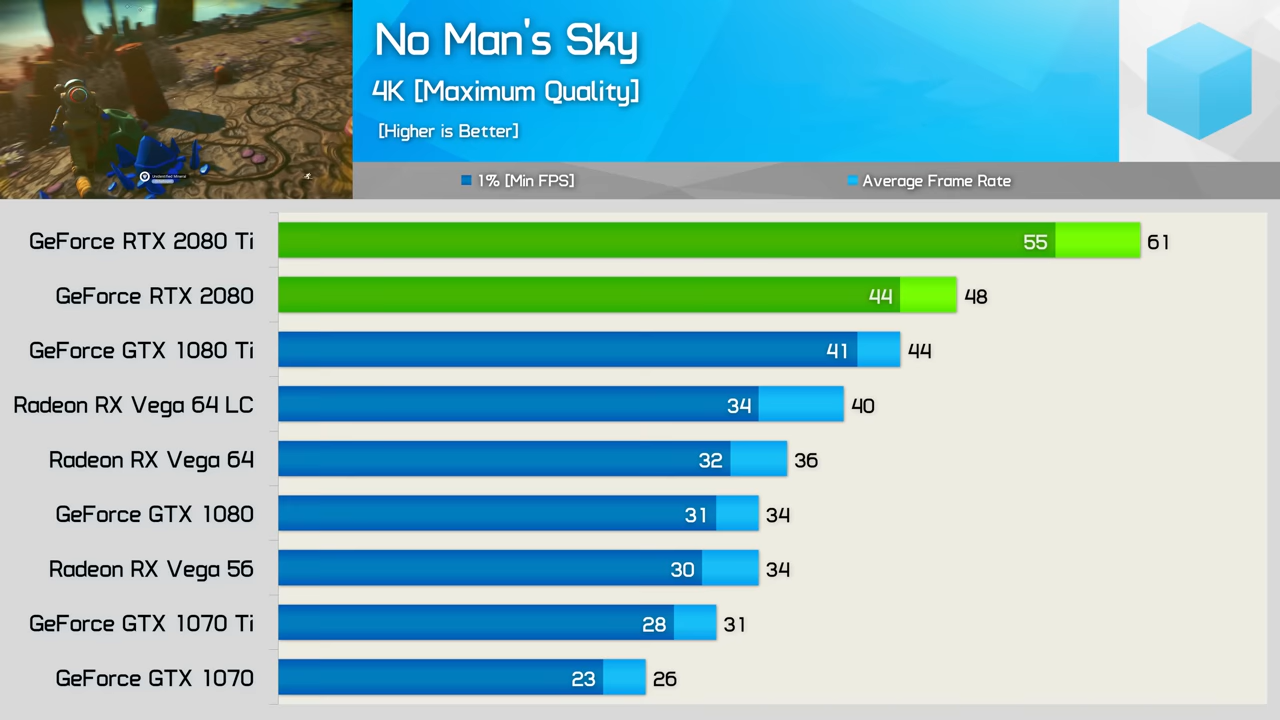 No Man's Sky
4K [Maximum Quality]
[Higher is Better]
1% [Min FPS]
Average Frame Rate
Unidentified Mineral
GeForce RTX 2080 Ti 55 61
GeForce RTX 2080 44 48
GeForce GTX 1080 Ti 41 44
Radeon RX Vega 64 LC 34 40
Radeon RX Vega 64 32 36
GeForce GTX 1080 31 34
Radeon RX Vega 56 30 34
GeForce GTX 1070 Ti 28 31
GeForce GTX 1070 23 26